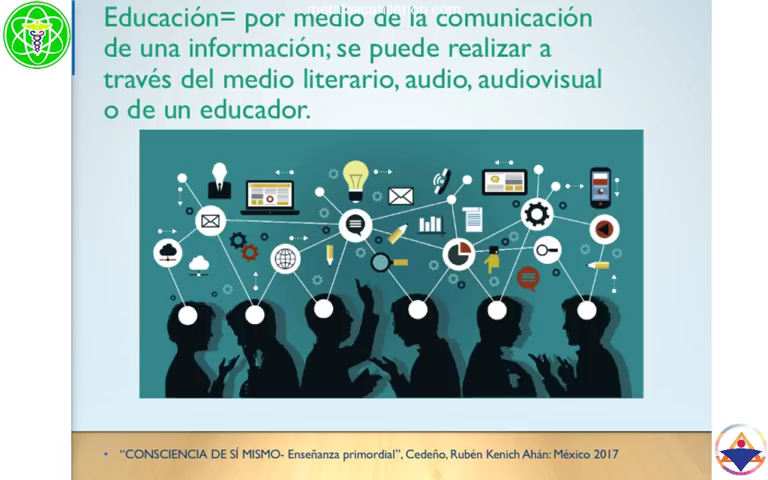 Educación= por medio de la comunicación
de una información; se puede realizar a
través del medio literario, audio, audiovisual
o de un educador.
• “CONSCIENCIA DE SÍ MISMO- Enseñanza primordial”, Cedeño, Rubén Kenich Ahán: México 2017